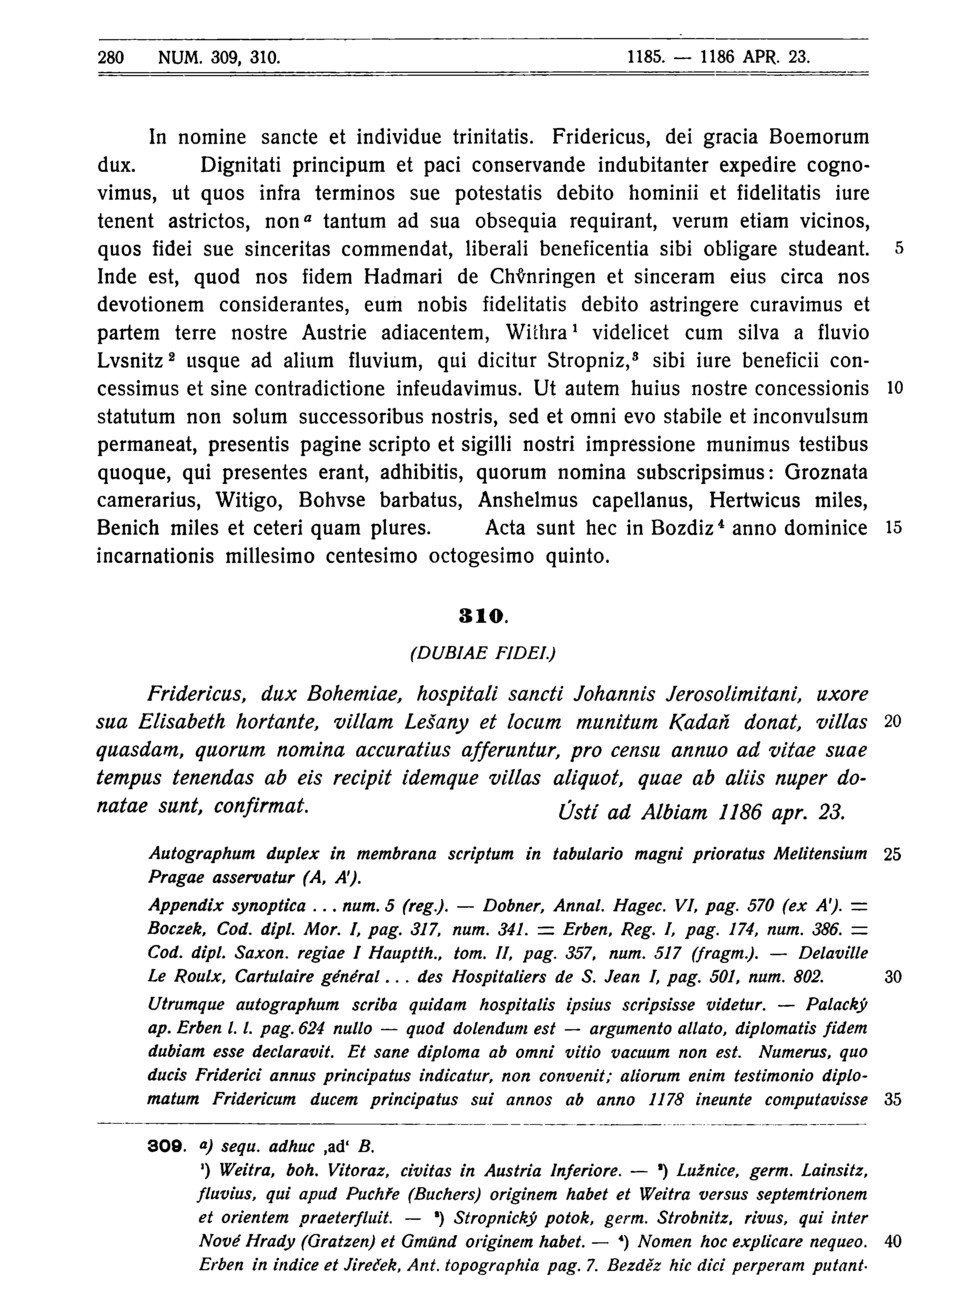 280 NUM. 309, 310. 1185. — 1186 APR. 23.
In nomine sancte et individue trinitatis. Fridericus, dei gracia Boemorum
dux. Dignitati principum et paci conservande indubitanter expedire cogno-
vimus, ut quos infra terminos sue potestatis debito hominii et fidelitatis iure
tenent astrictos, non ᵃ tantum ad sua obsequia requirant, verum etiam vicinos,
quos fidei sue sinceritas commendat, liberali beneficentia sibi obligare studeant. 5
Inde est, quod nos fidem Hadmari de Chvͦnringen et sinceram eius circa nos
devotionem considerantes, eum nobis fidelitatis debito astringere curavimus et
partem terre nostre Austrie adiacentem, Withra ¹ videlicet cum silva a fluvio
Lvsnitz ² usque ad alium fluvium, qui dicitur Stropniz,³ sibi iure beneficii con-
cessimus et sine contradictione infeudavimus. Ut autem huius nostre concessionis 10
statutum non solum successoribus nostris, sed et omni evo stabile et inconvulsum
permaneat, presentis pagine scripto et sigilli nostri impressione munimus testibus
quoque, qui presentes erant, adhibitis, quorum nomina subscripsimus: Groznata
camerarius, Witigo, Bohvse barbatus, Anshelmus capellanus, Hertwicus miles,
Benich miles et ceteri quam plures. Acta sunt hec in Bozdiz ⁴ anno dominice 15
incarnationis millesimo centesimo octogesimo quinto.
310.
(DUBIAE FIDEI.)
Fridericus, dux Bohemiae, hospitali sancti Johannis Jerosolimitani, uxore
sua Elisabeth hortante, villam Lešany et locum munitum Kadaň donat, villas 20
quasdam, quorum nomina accuratius afferuntur, pro censu annuo ad vitae suae
tempus tenendas ab eis recipit idemque villas aliquot, quae ab aliis nuper do-
natae sunt, confirmat. Ústí ad Albiam 1186 apr. 23.
Autographum duplex in membrana scriptum in tabulario magni prioratus Melitensium 25
Pragae asservatur (A, A').
Appendix synoptica . . . num. 5 (reg.). — Dobner, Annal. Hagec. VI, pag. 570 (ex A'). =
Boczek, Cod. dipl. Mor. I, pag. 317, num. 341. = Erben, Reg. I, pag. 174, num. 386. =
Cod. dipl. Saxon. regiae I Hauptth., tom. II, pag. 357, num. 517 (fragm.). — Delaville
Le Roulx, Cartulaire général . . . des Hospitaliers de S. Jean I, pag. 501, num. 802. 30
Utrumque autographum scriba quidam hospitalis ipsius scripsisse videtur. — Palacký
ap. Erben l. l. pag. 624 nullo — quod dolendum est — argumento allato, diplomatis fidem
dubiam esse declaravit. Et sane diploma ab omni vitio vacuum non est. Numerus, quo
ducis Friderici annus principatus indicatur, non convenit; aliorum enim testimonio diplo-
matum Fridericum ducem principatus sui annos ab anno 1178 ineunte computavisse 35
309. ᵃ) sequ. adhuc ‚ad‘ B.
¹) Weitra, boh. Vitoraz, civitas in Austria Inferiore. — ²) Lužnice, germ. Lainsitz,
fluvius, qui apud Puchře (Buchers) originem habet et Weitra versus septemtrionem
et orientem praeterfluit. — ³) Stropnický potok, germ. Strobnitz, rivus, qui inter
Nové Hrady (Gratzen) et Gmünd originem habet. — ⁴) Nomen hoc explicare nequeo. 40
Erben in indice et Jireček, Ant. topographia pag. 7. Bezděz hic dici perperam putant-